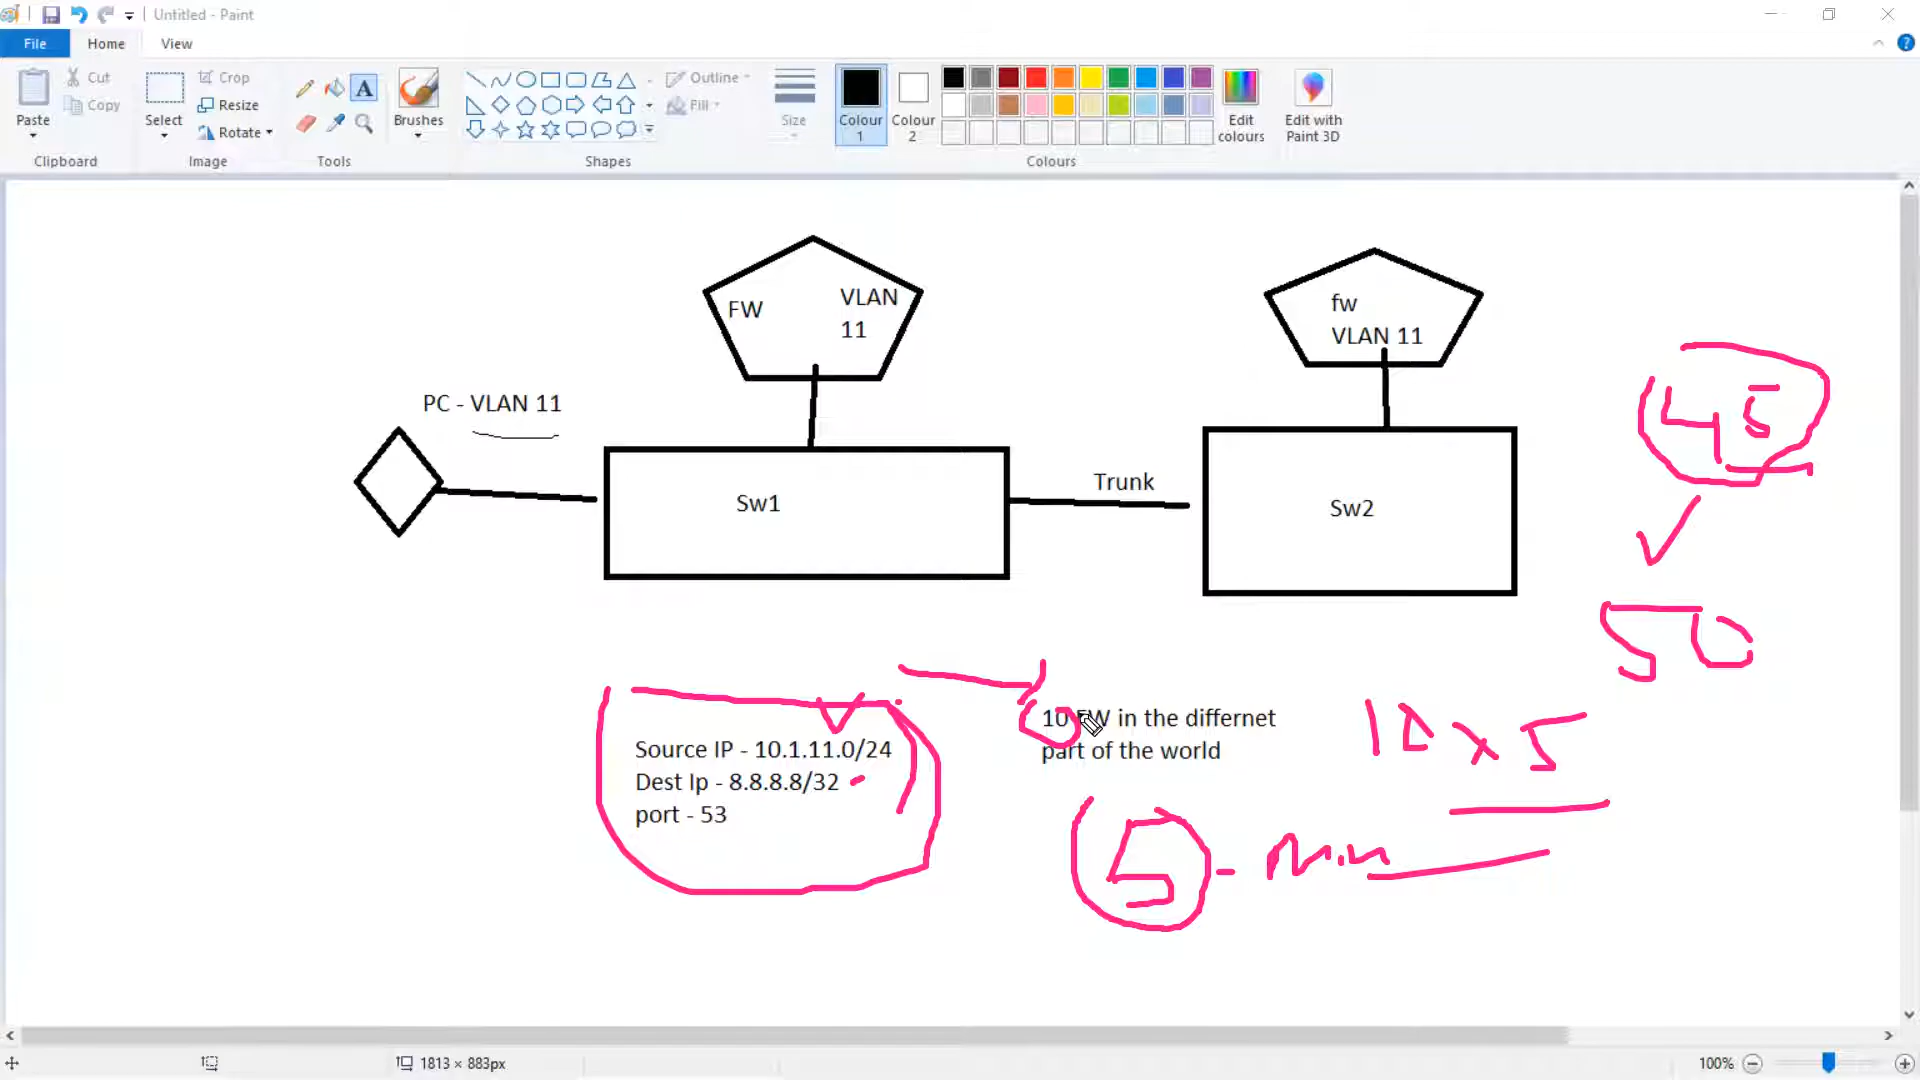 Untitled - Paint
File Home View
Cut
Copy
Paste
Clipboard
Select
Crop
Resize
Rotate
Image
A
Tools
Brushes
Outline
Fill
Shapes
Size
Colour 1
Colour 2
Edit colours
Edit with Paint 3D
Colours
FW
VLAN
11
fw
VLAN 11
PC - VLAN 11
Sw1
Trunk
Sw2
45
50
Source IP - 10.1.11.0/24
Dest Ip - 8.8.8.8/32
port - 53
10 FW in the differnet
part of the world
10 x 5
5 - Min
1813 × 883px
100%